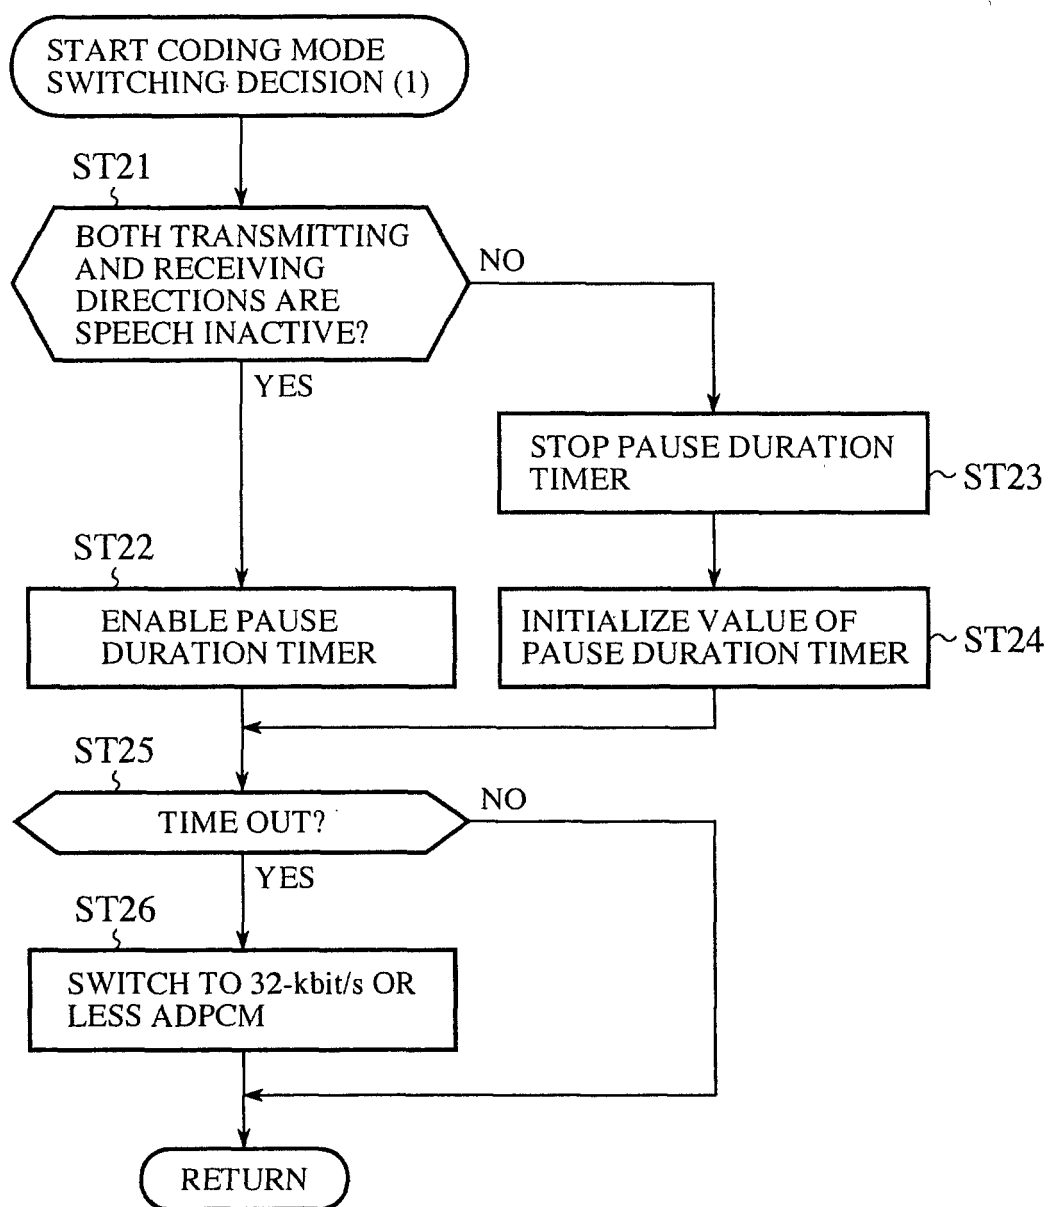 START CODING MODE
SWITCHING DECISION (1)
ST21
BOTH TRANSMITTING
AND RECEIVING
DIRECTIONS ARE
SPEECH INACTIVE?
NO
YES
STOP PAUSE DURATION
TIMER
ST23
ST22
ENABLE PAUSE
DURATION TIMER
INITIALIZE VALUE OF
PAUSE DURATION TIMER
ST24
ST25
TIME OUT?
NO
YES
ST26
SWITCH TO 32-kbit/s OR
LESS ADPCM
RETURN